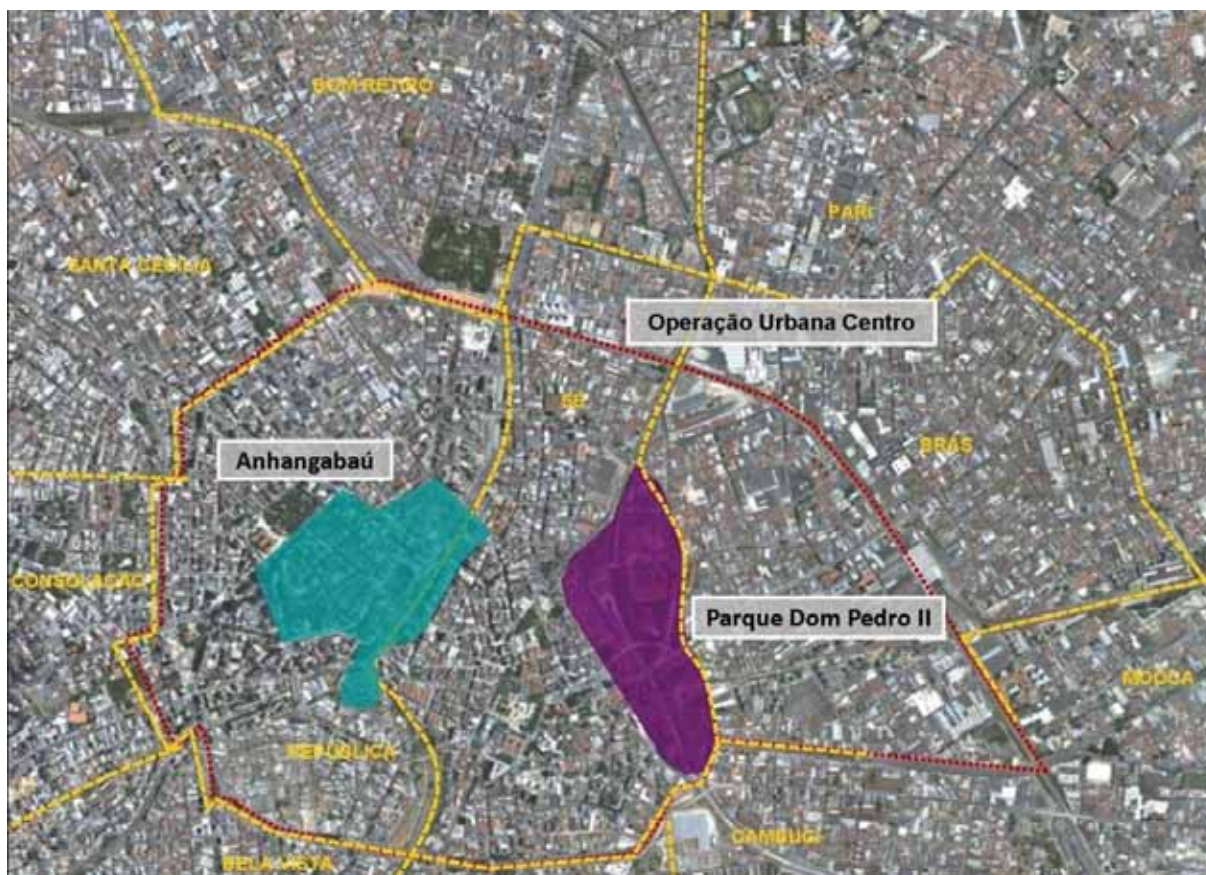 BOM RETIRO
PARI
SANTA CECÍLIA
Operação Urbana Centro
SÉ
BRÁS
Anhangabaú
CONSOLAÇÃO
Parque Dom Pedro II
MOOCA
REPÚBLICA
CAMBUCI
BELA VISTA